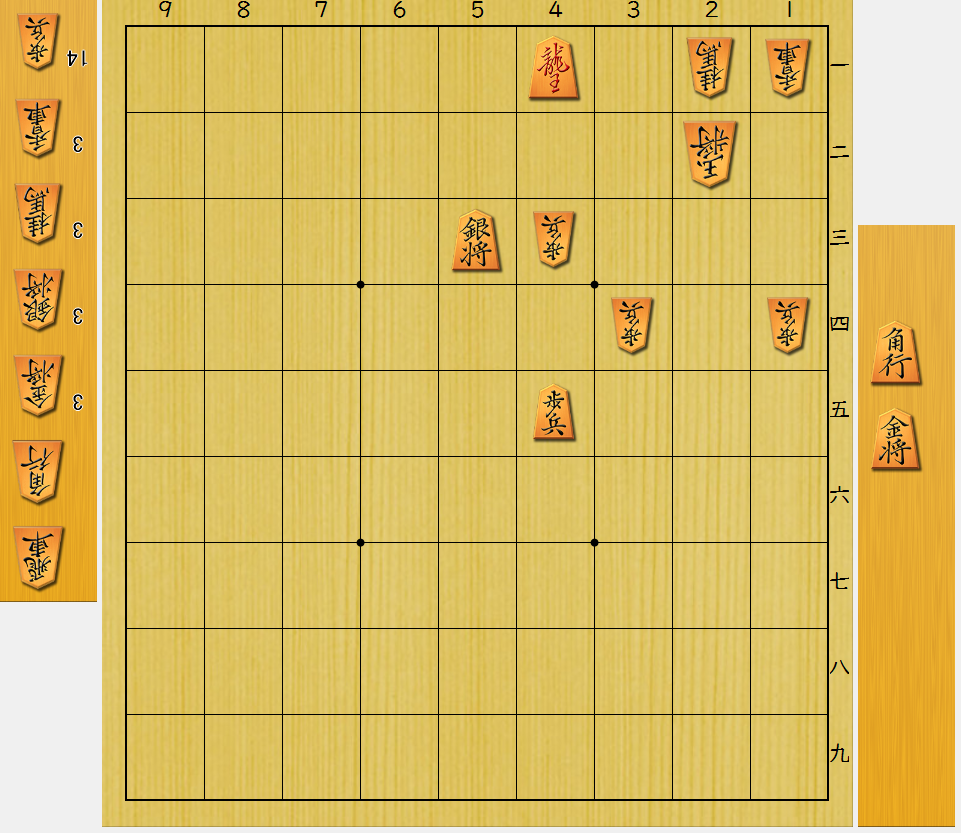 9 8 7 6 5 4 3 2 1
歩兵 14
香車 3
桂馬 3
銀将 3
金将 3
角行
飛車
龍王 桂馬 香車 一
玉将 二
銀将 歩兵 三
歩兵 歩兵 四
歩兵 五
六
七
八
九
角行
金将